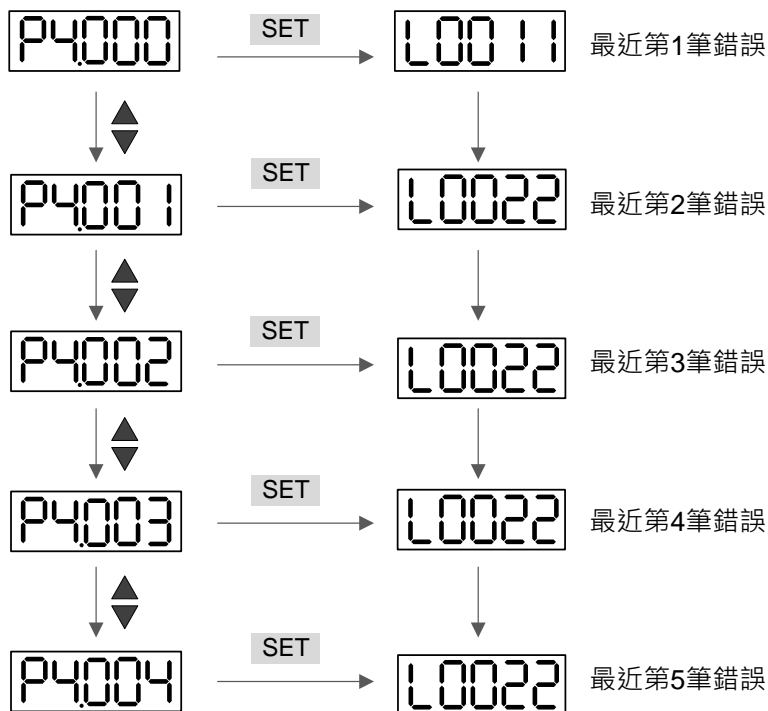 P4.000 SET L0011 最近第1筆錯誤
P4.001 SET L0022 最近第2筆錯誤
P4.002 SET L0022 最近第3筆錯誤
P4.003 SET L0022 最近第4筆錯誤
P4.004 SET L0022 最近第5筆錯誤